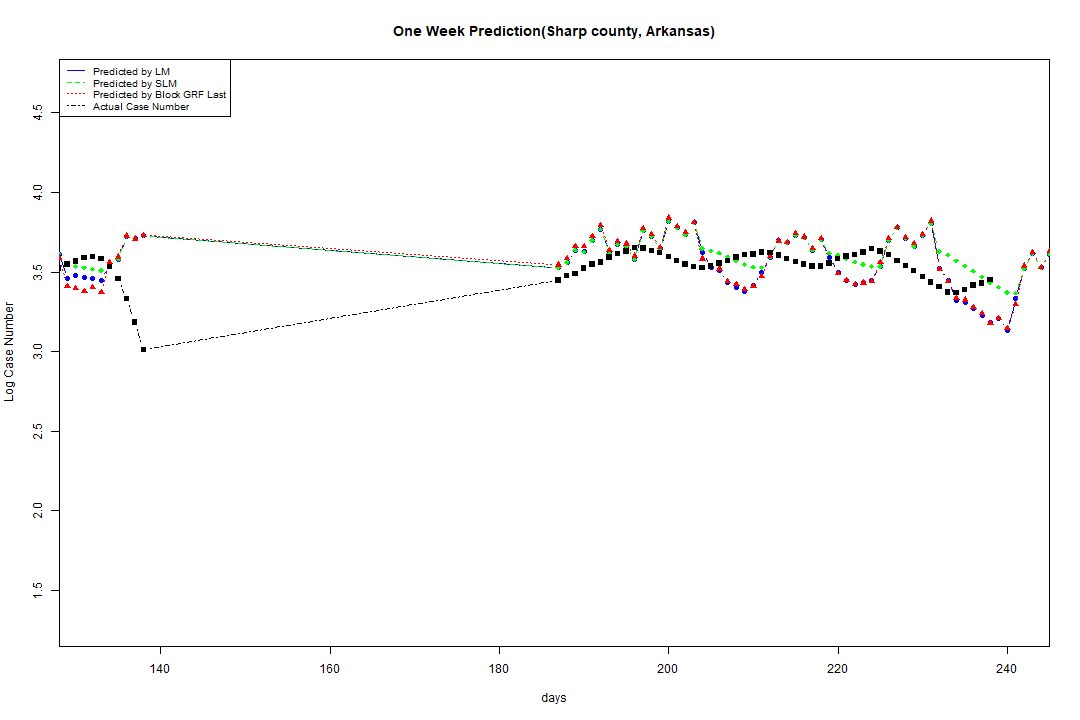 One Week Prediction(Sharp county, Arkansas)
Predicted by LM
Predicted by SLM
Predicted by Block GRF Last
Actual Case Number
4.5
4.0
3.5
3.0
2.5
2.0
1.5
Log Case Number
140 160 180 200 220 240
days